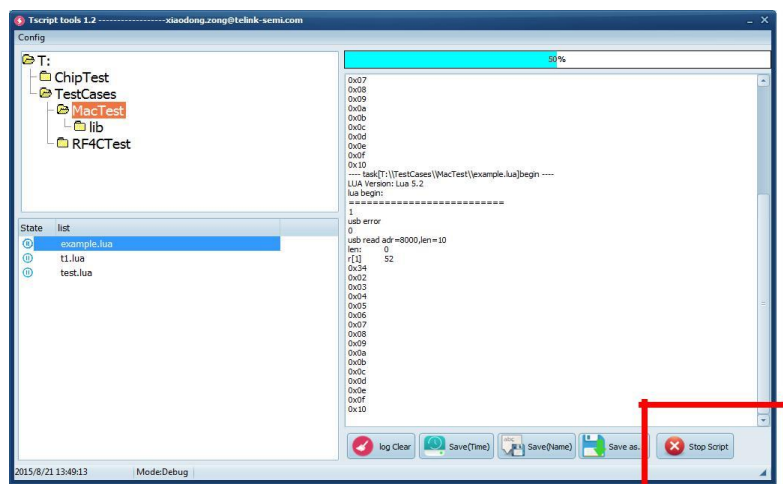 Tscript tools 1.2 ------------------xiaodong.zong@telink-semi.com
Config
T:
ChipTest
TestCases
MacTest
lib
RF4CTest
State list
example.lua
t1.lua
test.lua
50%
0x07
0x08
0x09
0x0a
0x0b
0x0c
0x0d
0x0e
0x0f
0x10
---- task[T:\\TestCases\\MacTest\\example.lua]begin ----
LUA Version: Lua 5.2
lua begin:
==========================
1
usb error
0
usb read adr=8000,len=10
len: 0
r[1] 52
0x34
0x02
0x03
0x04
0x05
0x06
0x07
0x08
0x09
0x0a
0x0b
0x0c
0x0d
0x0e
0x0f
0x10
log Clear Save(Time) Save(Name) Save as. Stop Script
2015/8/21 13:49:13 Mode:Debug